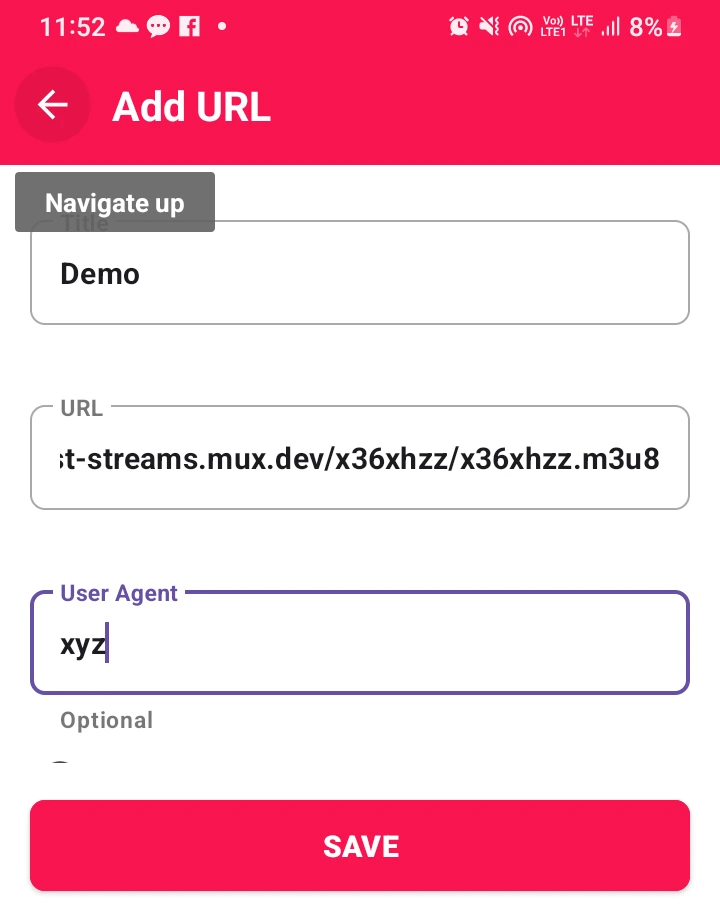 11:52
Voo) LTE
LTE1
8%
Add URL
Navigate up
Title
Demo
URL
st-streams.mux.dev/x36xhzz/x36xhzz.m3u8
User Agent
xyz
Optional
SAVE